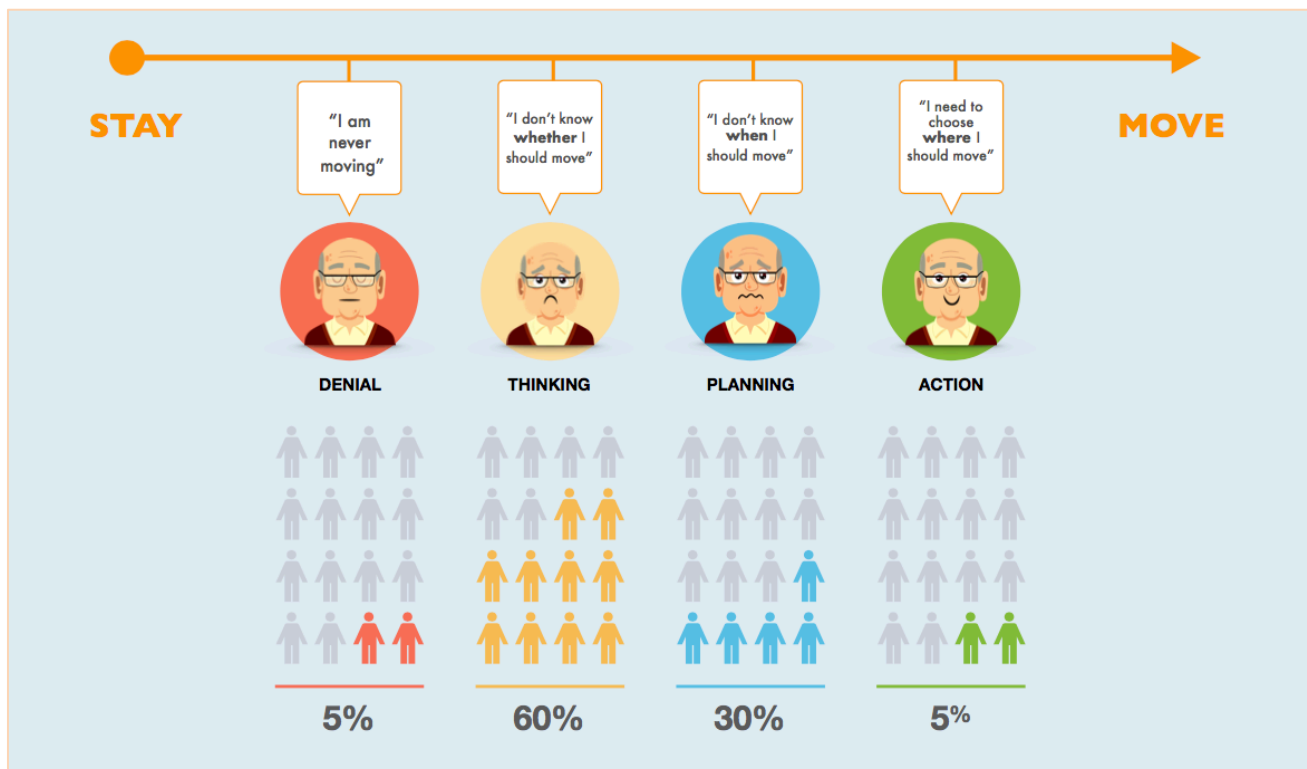 STAY
MOVE
“I am
never
moving”
“I don’t know
whether I
should move”
“I don’t know
when I
should move”
“I need to
choose
where I
should move”
DENIAL
THINKING
PLANNING
ACTION
5%
60%
30%
5%